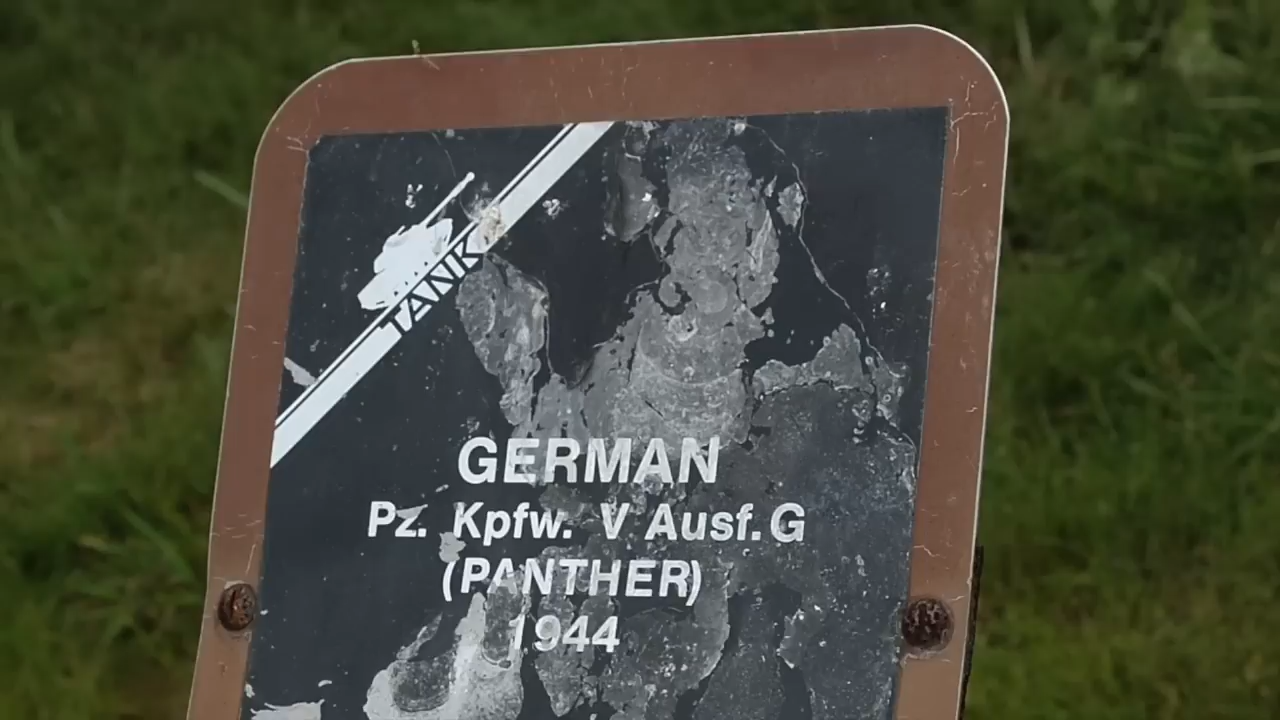 TANK
GERMAN
Pz. Kpfw. V Ausf.G
(PANTHER)
1944